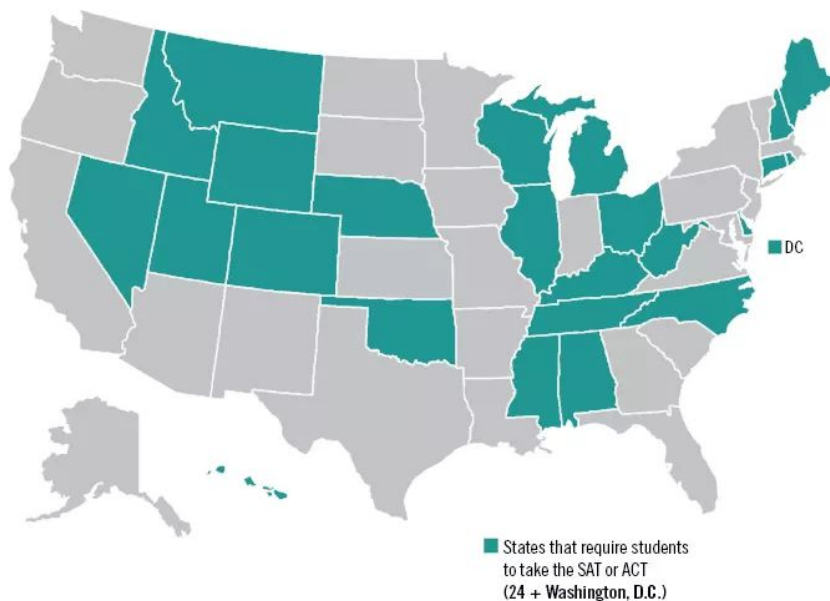 DC
States that require students
to take the SAT or ACT
(24 + Washington, D.C.)